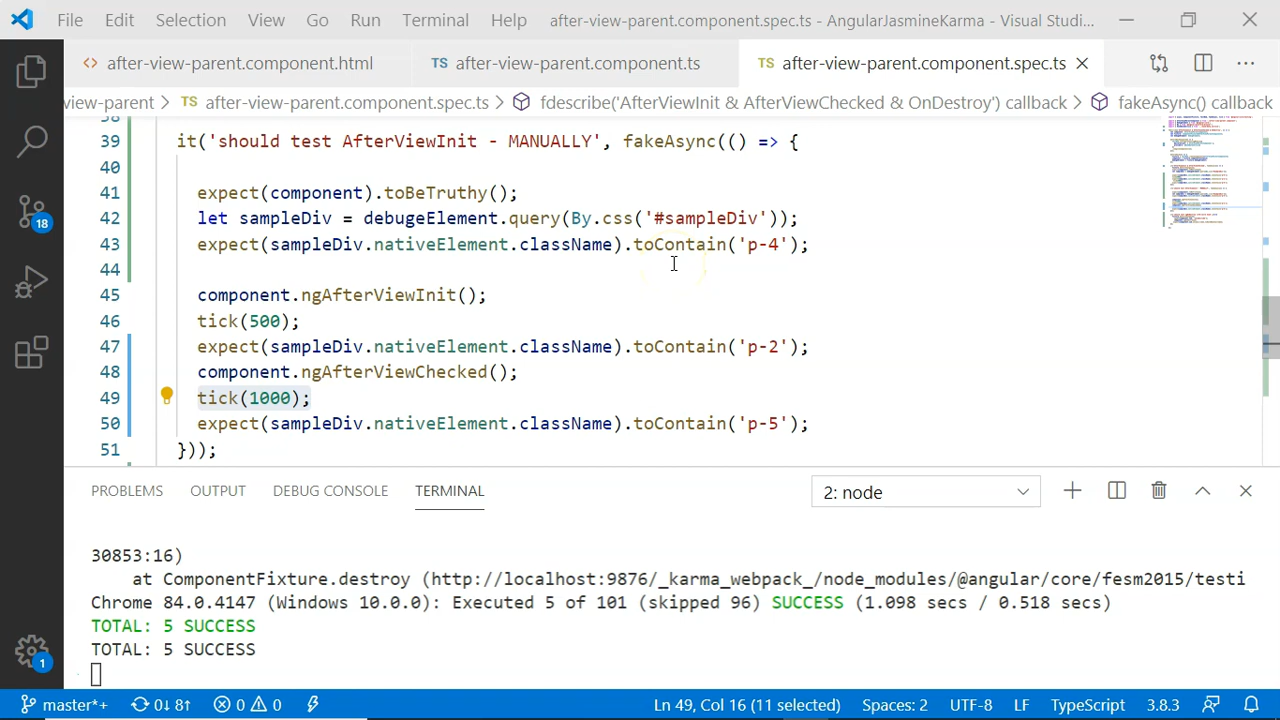 File Edit Selection View Go Run Terminal Help after-view-parent.component.spec.ts - AngularJasmineKarma - Visual Studi...
<> after-view-parent.component.html TS after-view-parent.component.ts TS after-view-parent.component.spec.ts
view-parent > TS after-view-parent.component.spec.ts > fdescribe('AfterViewInit & AfterViewChecked & OnDestroy') callback > fakeAsync() callback
38
39 it('should check AfterViewInit MANUALLY', fakeAsync(() => {
40
41 expect(component).toBeTruthy();
42 let sampleDiv = debugElement.query(By.css('#sampleDiv'));
43 expect(sampleDiv.nativeElement.className).toContain('p-4');
44
45 component.ngAfterViewInit();
46 tick(500);
47 expect(sampleDiv.nativeElement.className).toContain('p-2');
48 component.ngAfterViewChecked();
49 tick(1000);
50 expect(sampleDiv.nativeElement.className).toContain('p-5');
51 }));
PROBLEMS OUTPUT DEBUG CONSOLE TERMINAL 2: node
30853:16)
at ComponentFixture.destroy (http://localhost:9876/_karma_webpack_/node_modules/@angular/core/fesm2015/testi
Chrome 84.0.4147 (Windows 10.0.0): Executed 5 of 101 (skipped 96) SUCCESS (1.098 secs / 0.518 secs)
TOTAL: 5 SUCCESS
TOTAL: 5 SUCCESS
18
1
master*+ 0↓ 8↑ 0 0 Ln 49, Col 16 (11 selected) Spaces: 2 UTF-8 LF TypeScript 3.8.3